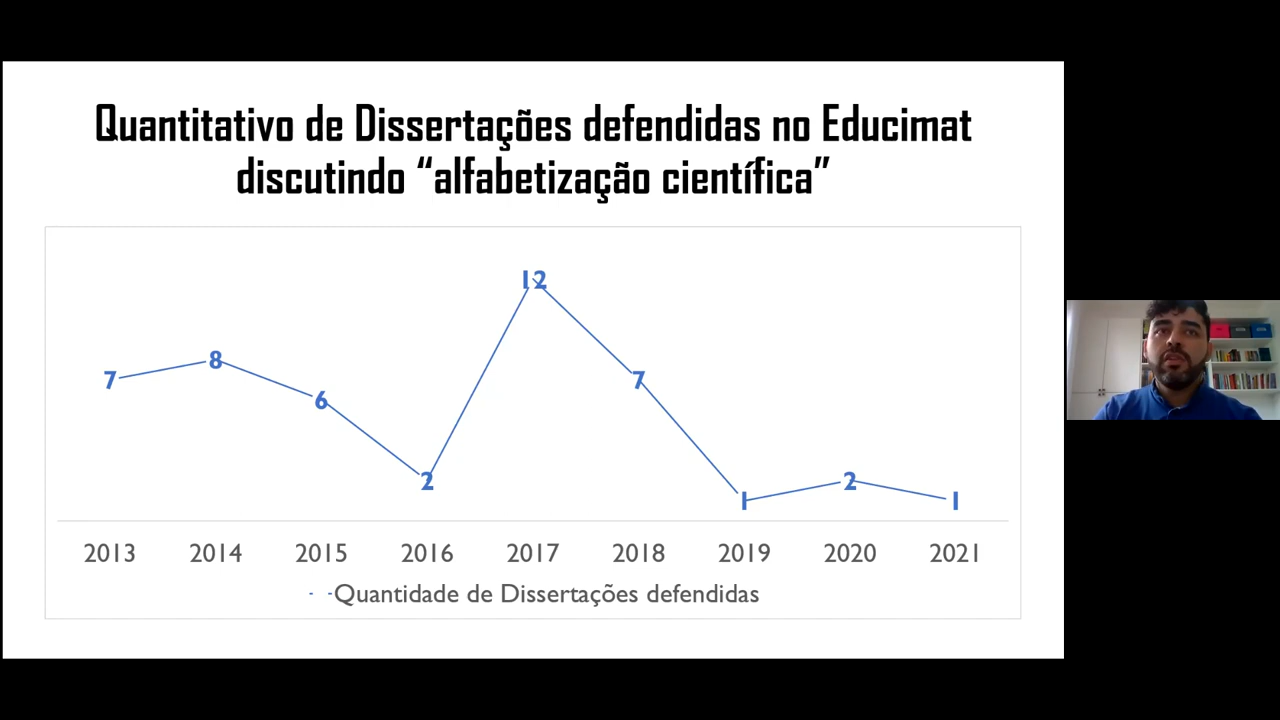 Quantitativo de Dissertações defendidas no Educimat
discutindo “alfabetização científica”
12
8
7
7
6
2
2
1
1
2013 2014 2015 2016 2017 2018 2019 2020 2021
Quantidade de Dissertações defendidas